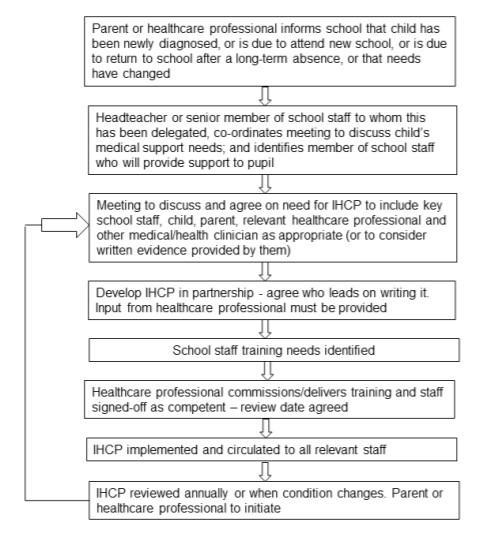 Parent or healthcare professional informs school that child has
been newly diagnosed, or is due to attend new school, or is due
to return to school after a long-term absence, or that needs
have changed
Headteacher or senior member of school staff to whom this
has been delegated, co-ordinates meeting to discuss child's
medical support needs; and identifies member of school staff
who will provide support to pupil
Meeting to discuss and agree on need for IHCP to include key
school staff, child, parent, relevant healthcare professional and
other medical/health clinician as appropriate (or to consider
written evidence provided by them)
Develop IHCP in partnership - agree who leads on writing it.
Input from healthcare professional must be provided
School staff training needs identified
Healthcare professional commissions/delivers training and staff
signed-off as competent – review date agreed
IHCP implemented and circulated to all relevant staff
IHCP reviewed annually or when condition changes. Parent or
healthcare professional to initiate